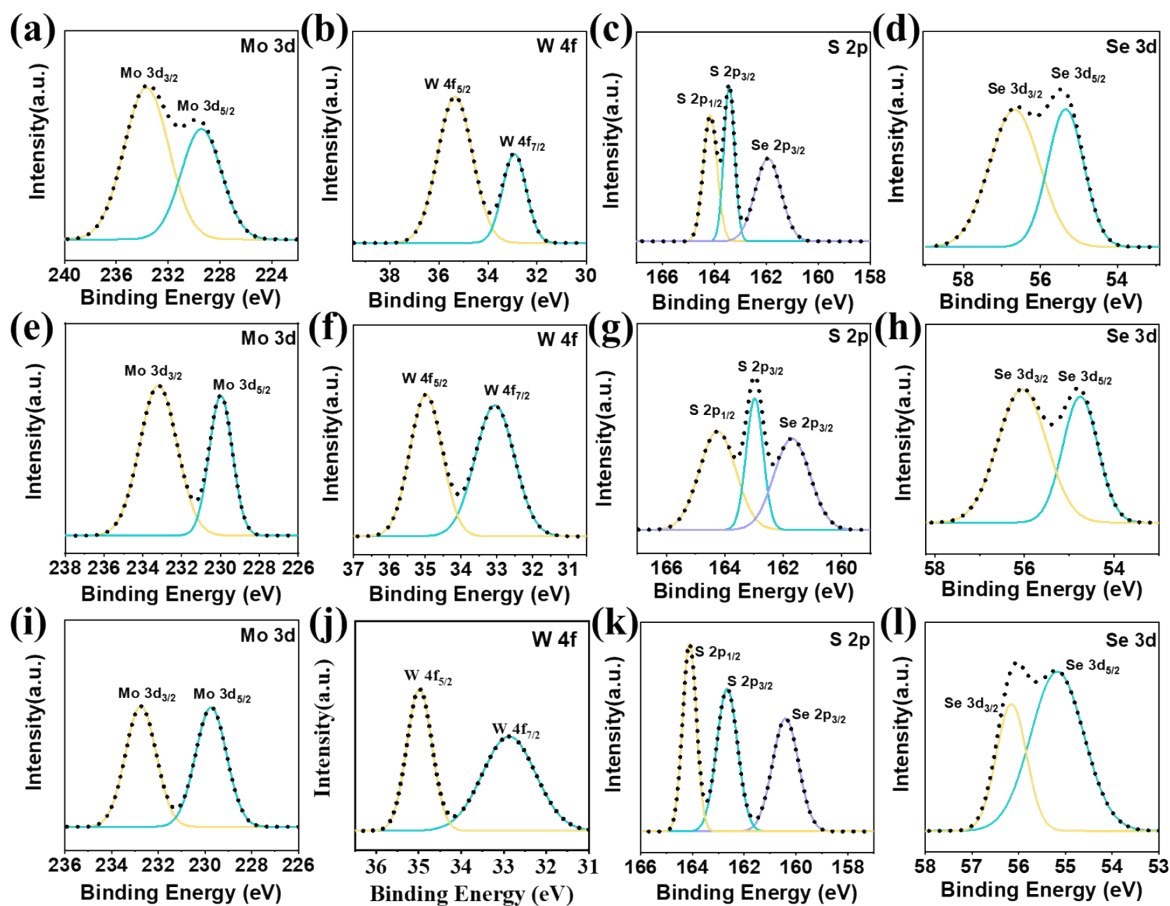 (a)
Mo 3d
Mo 3d3/2
Mo 3d5/2
Intensity(a.u.)
240 236 232 228 224
Binding Energy (eV)
(b)
W 4f
W 4f5/2
W 4f7/2
Intensity(a.u.)
38 36 34 32 30
Binding Energy (eV)
(c)
S 2p
S 2p3/2
S 2p1/2
Se 2p3/2
Intensity(a.u.)
166 164 162 160 158
Binding Energy (eV)
(d)
Se 3d
Se 3d3/2
Se 3d5/2
Intensity(a.u.)
58 56 54
Binding Energy (eV)
(e)
Mo 3d
Mo 3d3/2
Mo 3d5/2
Intensity(a.u.)
238 236 234 232 230 228 226
Binding Energy (eV)
(f)
W 4f
W 4f5/2
W 4f7/2
Intensity(a.u.)
37 36 35 34 33 32 31
Binding Energy (eV)
(g)
S 2p
S 2p3/2
S 2p1/2
Se 2p3/2
Intensity(a.u.)
166 164 162 160
Binding Energy (eV)
(h)
Se 3d
Se 3d3/2
Se 3d5/2
Intensity(a.u.)
58 56 54
Binding Energy (eV)
(i)
Mo 3d
Mo 3d3/2
Mo 3d5/2
Intensity(a.u.)
236 234 232 230 228 226
Binding Energy (eV)
(j)
W 4f
W 4f5/2
W 4f7/2
Intensity(a.u.)
36 35 34 33 32 31
Binding Energy (eV)
(k)
S 2p
S 2p1/2
S 2p3/2
Se 2p3/2
Intensity(a.u.)
166 165 163 162 160 159 157
Binding Energy (eV)
(l)
Se 3d
Se 3d5/2
Se 3d3/2
Intensity(a.u.)
58 57 56 55 54 53
Binding Energy (eV)